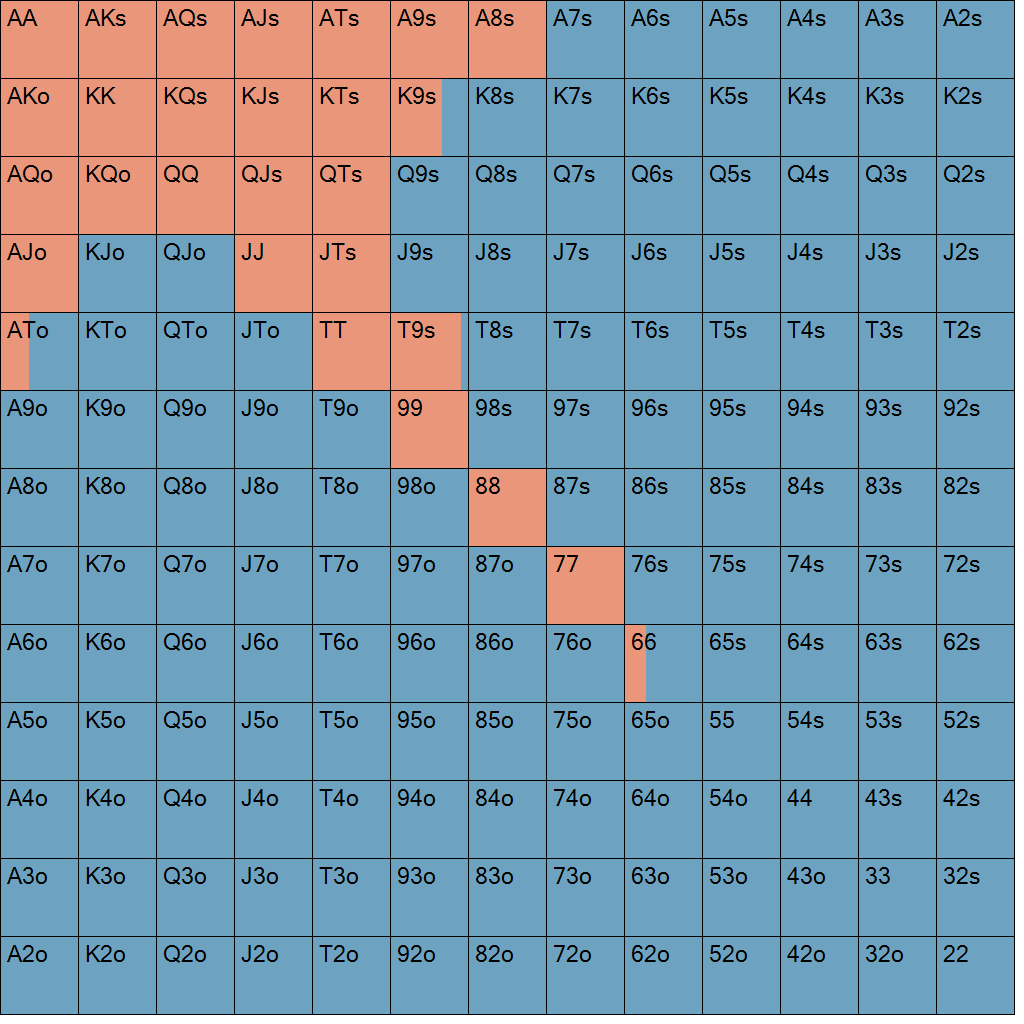 AA AKs AQs AJs ATs A9s A8s A7s A6s A5s A4s A3s A2s
AKo KK KQs KJs KTs K9s K8s K7s K6s K5s K4s K3s K2s
AQo KQo QQ QJs QTs Q9s Q8s Q7s Q6s Q5s Q4s Q3s Q2s
AJo KJo QJo JJ JTs J9s J8s J7s J6s J5s J4s J3s J2s
ATo KTo QTo JTo TT T9s T8s T7s T6s T5s T4s T3s T2s
A9o K9o Q9o J9o T9o 99 98s 97s 96s 95s 94s 93s 92s
A8o K8o Q8o J8o T8o 98o 88 87s 86s 85s 84s 83s 82s
A7o K7o Q7o J7o T7o 97o 87o 77 76s 75s 74s 73s 72s
A6o K6o Q6o J6o T6o 96o 86o 76o 66 65s 64s 63s 62s
A5o K5o Q5o J5o T5o 95o 85o 75o 65o 55 54s 53s 52s
A4o K4o Q4o J4o T4o 94o 84o 74o 64o 54o 44 43s 42s
A3o K3o Q3o J3o T3o 93o 83o 73o 63o 53o 43o 33 32s
A2o K2o Q2o J2o T2o 92o 82o 72o 62o 52o 42o 32o 22